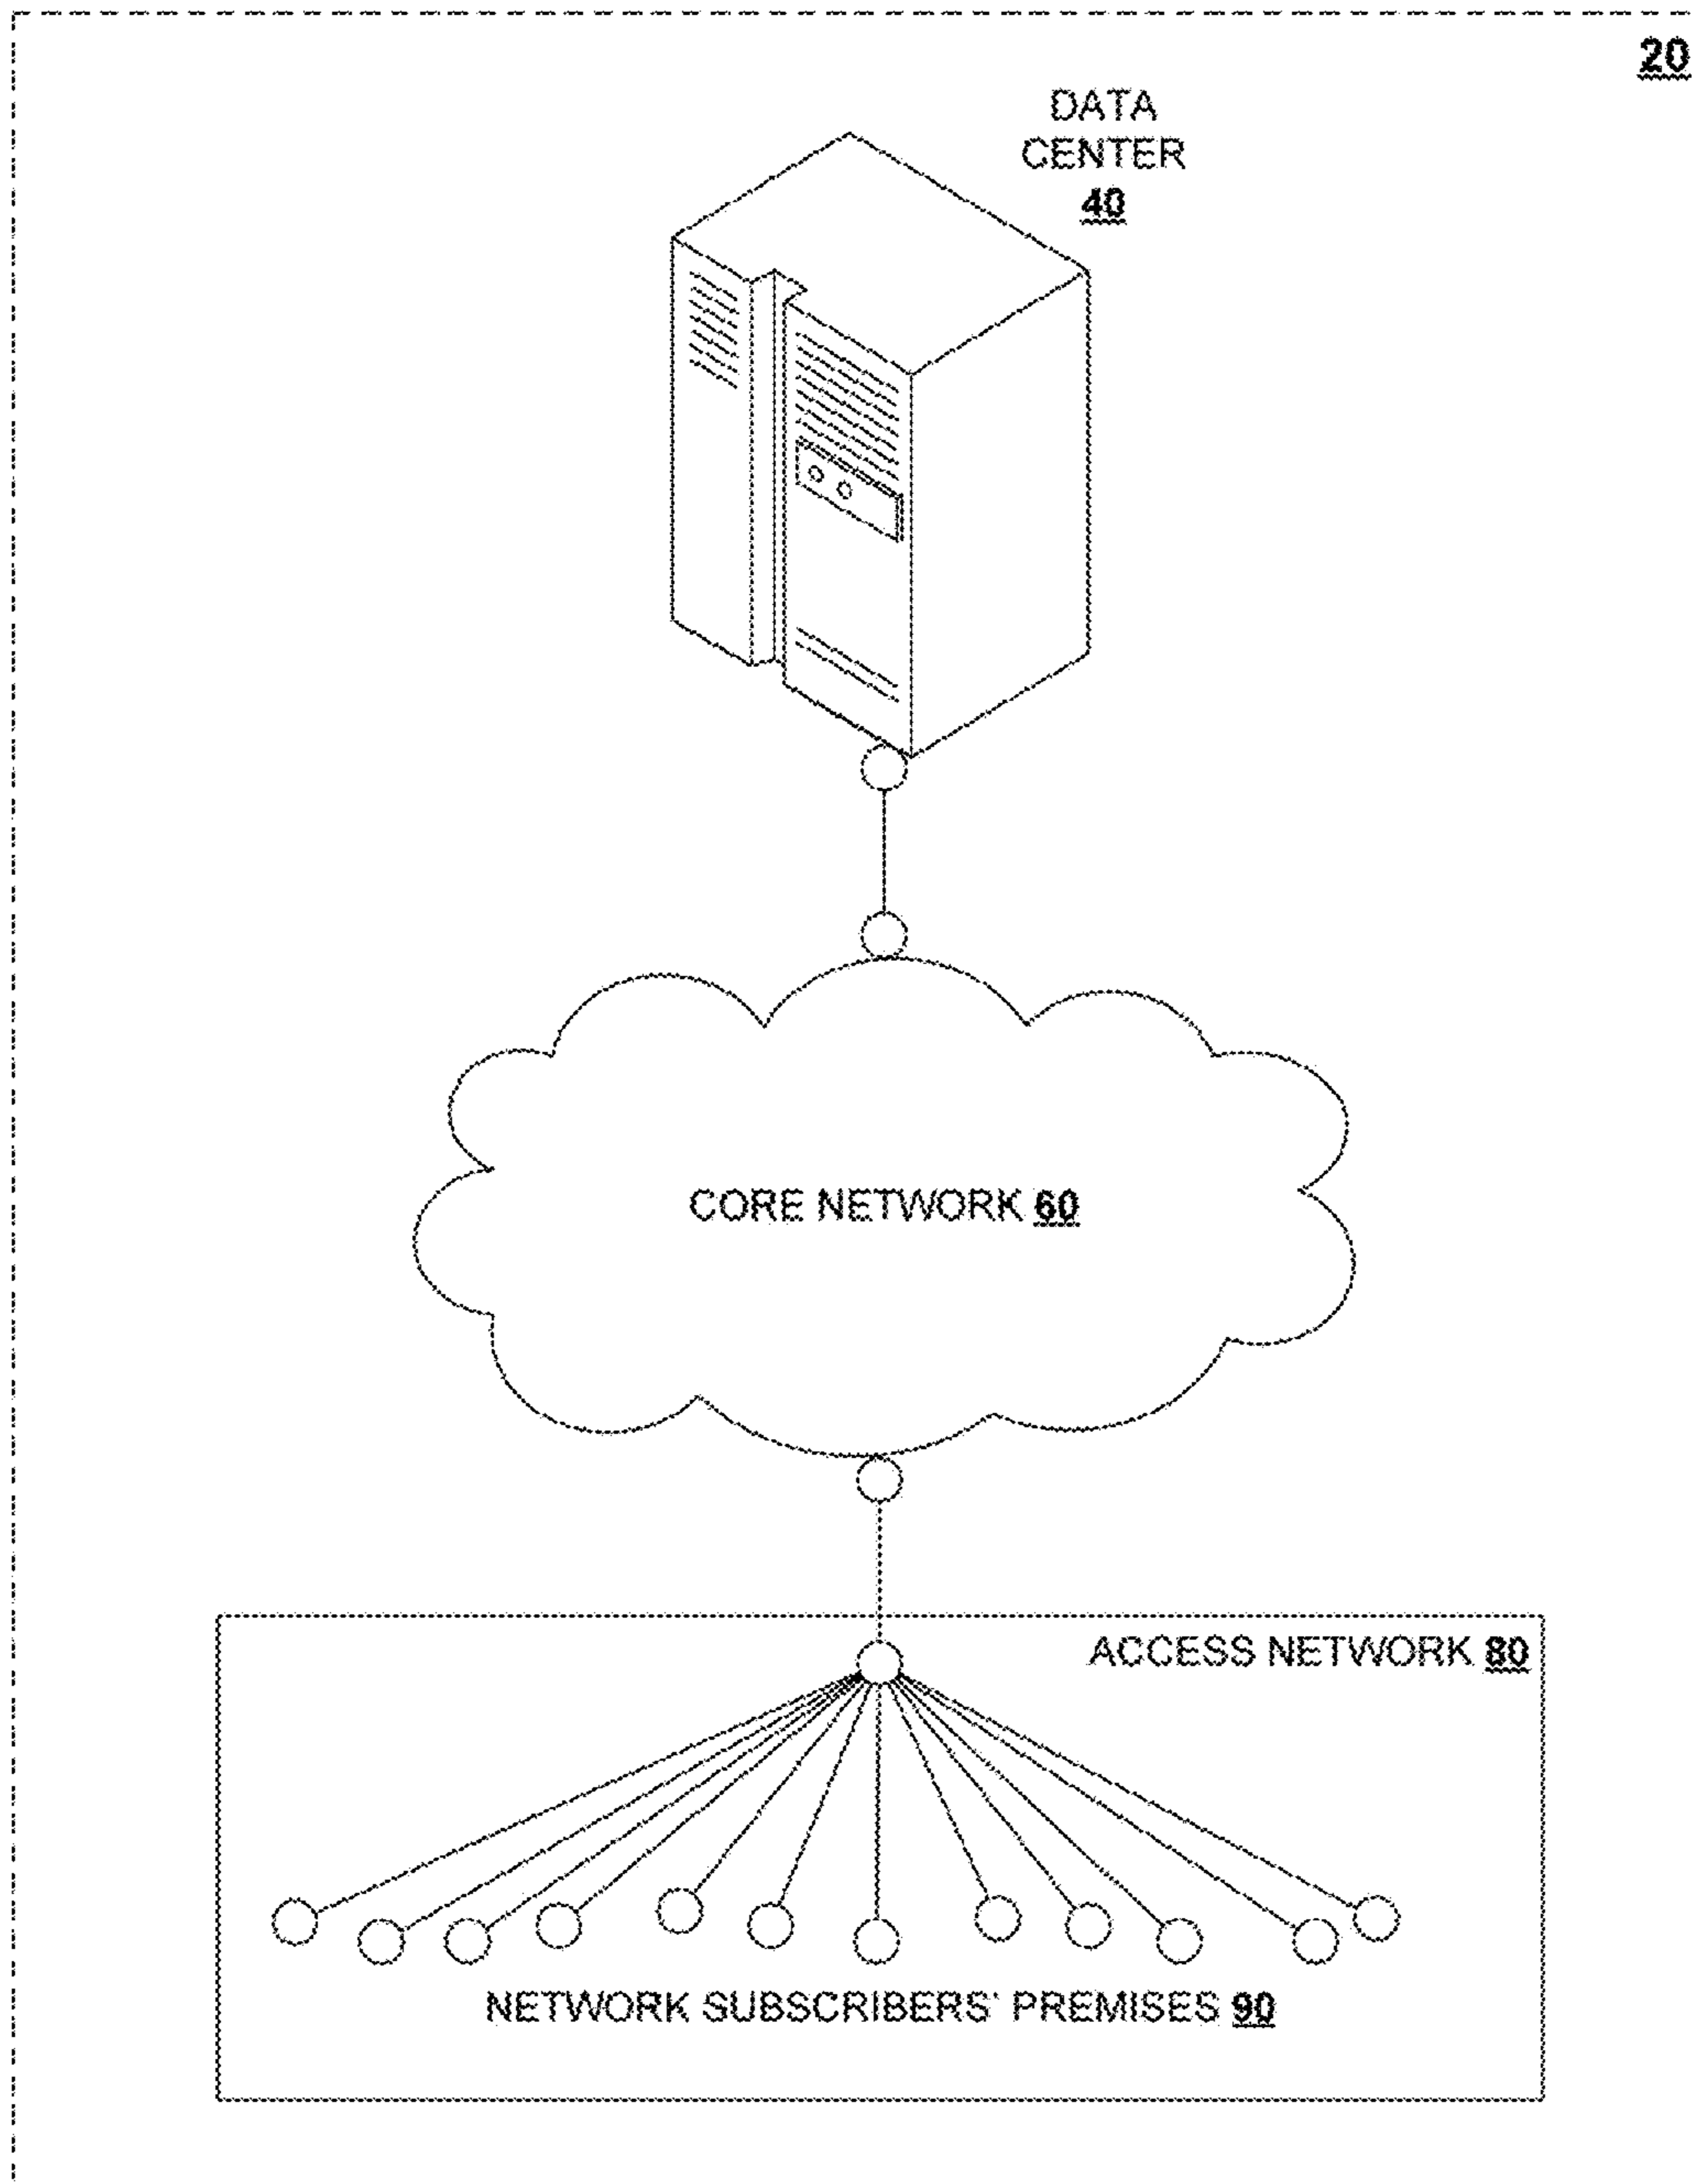 20
DATA
CENTER
40
CORE NETWORK 60
ACCESS NETWORK 80
NETWORK SUBSCRIBERS' PREMISES 90